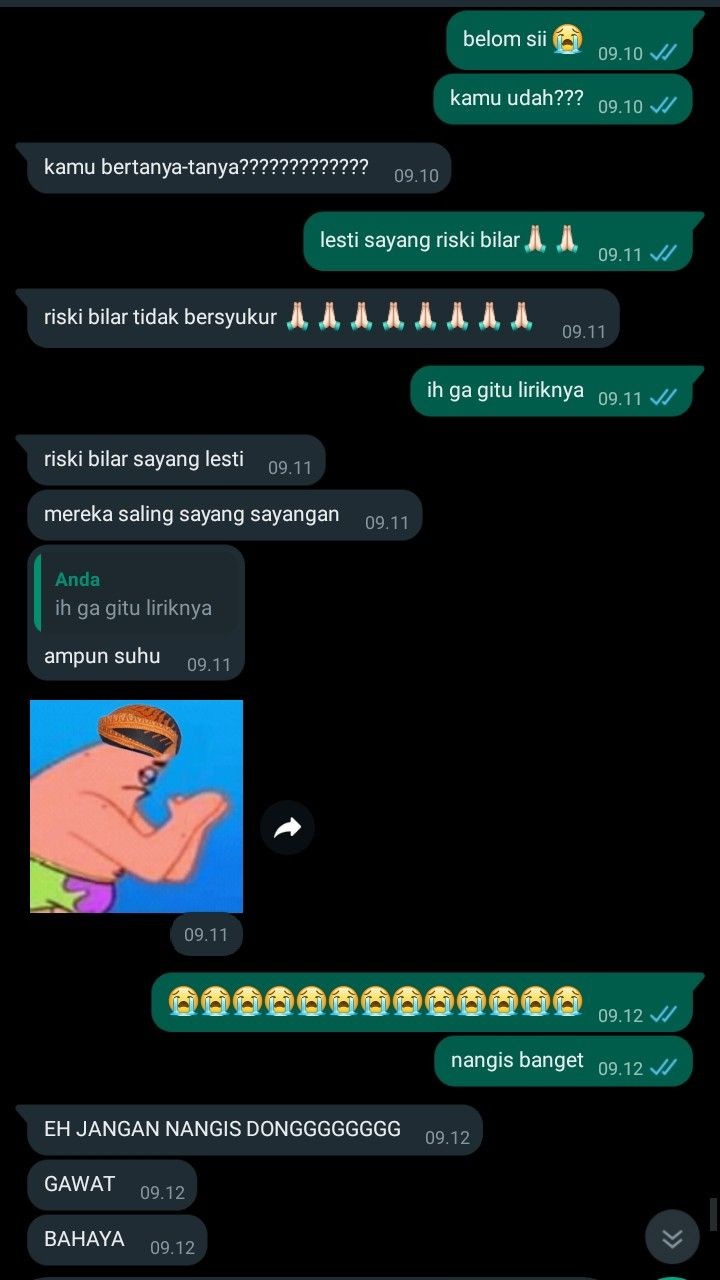 belom sii 😭 09.10
kamu udah??? 09.10
kamu bertanya-tanya????????????? 09.10
lesti sayang riski bilar🙏🏻 🙏🏻 09.11
riski bilar tidak bersyukur 🙏🏻 🙏🏻 🙏🏻 🙏🏻 🙏🏻 🙏🏻 🙏🏻 🙏🏻 09.11
ih ga gitu liriknya 09.11
riski bilar sayang lesti 09.11
mereka saling sayang sayangan 09.11
Anda
ih ga gitu liriknya
ampun suhu 09.11
09.11
😭😭😭😭😭😭😭😭😭😭😭😭😭 09.12
nangis banget 09.12
EH JANGAN NANGIS DONGGGGGGGG 09.12
GAWAT 09.12
BAHAYA 09.12